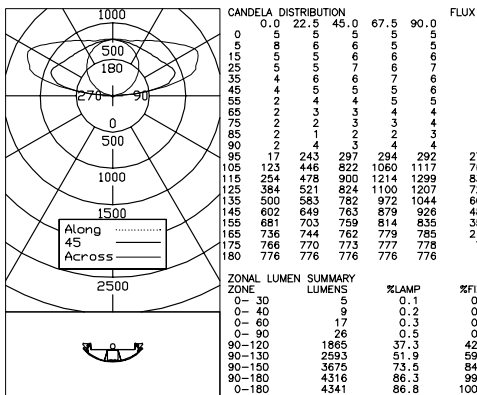 1000
500
180
270 90
0
500
1000
1500
Along
45
Across
2500
CANDELA DISTRIBUTION FLUX
0.0 22.5 45.0 67.5 90.0
0 5 5 5 5 5
5 8 6 6 5 5
15 5 5 6 6 6
25 5 5 7 6 7
35 4 6 6 7 6
45 4 5 5 5 6
55 2 4 4 5 5
65 2 3 3 4 4
75 2 2 3 3 4
85 2 1 2 2 3
90 2 4 3 4 4
95 17 243 297 294 292
105 123 446 822 1060 1117
115 254 478 900 1214 1299
125 384 521 824 1100 1207
135 500 583 782 972 1044
145 602 649 763 879 926
155 681 703 759 814 835
165 736 744 762 779 785
175 766 770 773 777 778
180 776 776 776 776 776
ZONAL LUMEN SUMMARY
ZONE LUMENS %LAMP
0- 30 5 0.1
0- 40 9 0.2
0- 60 17 0.3
0- 90 26 0.5
90-120 1865 37.3
90-130 2593 51.9
90-150 3675 73.5
90-180 4316 86.3
0-180 4341 86.8